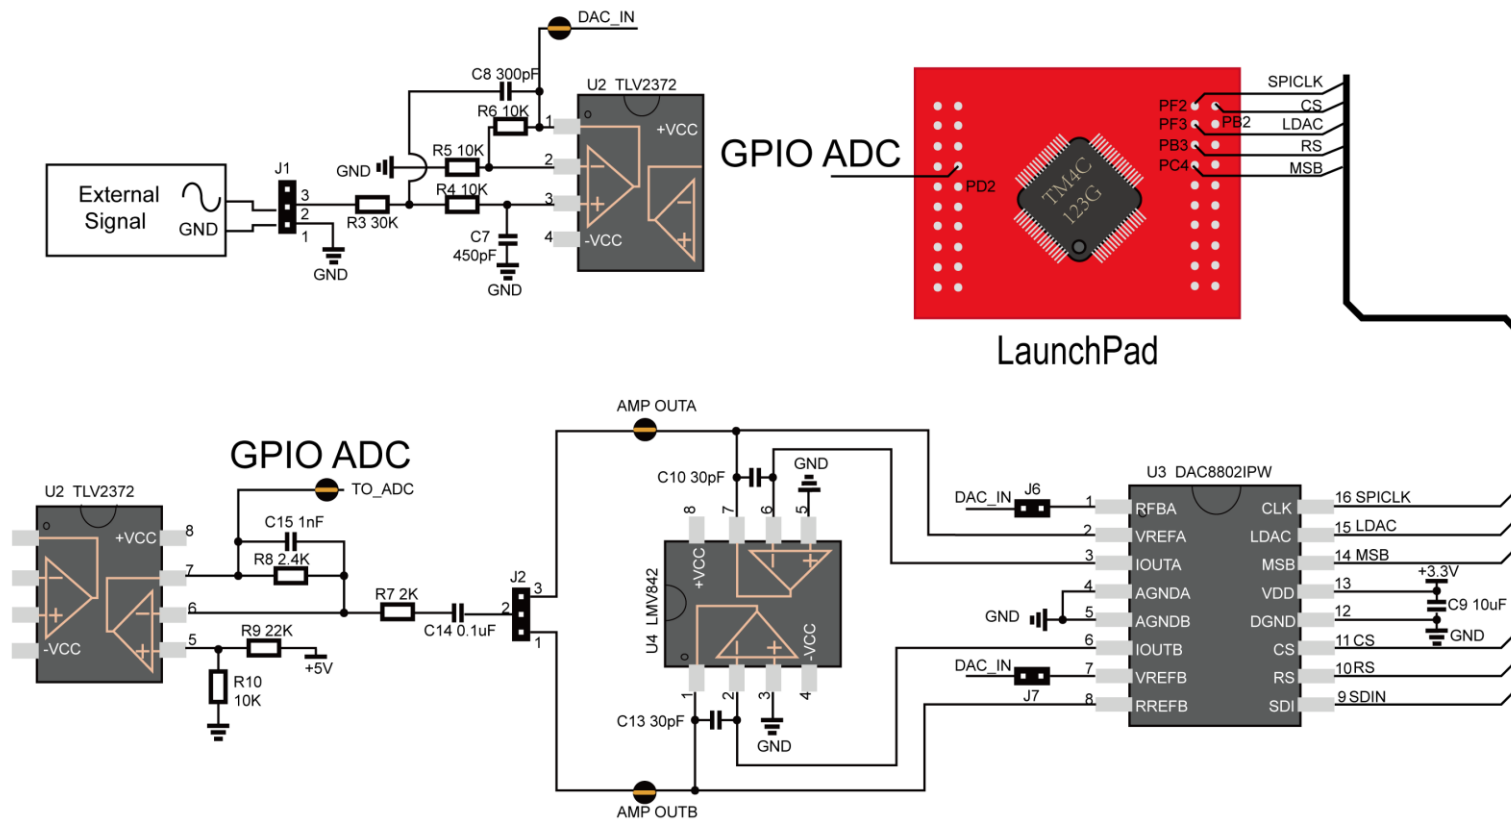 DAC_IN
C8 300pF
U2 TLV2372
R6 10K
1
+VCC
R5 10K
GND
2
J1
External
Signal
GND
3
2
1
R3 30K
R4 10K
3
C7
450pF
4
-VCC
GND
GND
GPIO ADC
PD2
TM4C
123G
PF2
PF3
PB3
PC4
PB2
SPICLK
CS
LDAC
RS
MSB
LaunchPad
AMP OUTA
GPIO ADC
TO_ADC
U2 TLV2372
C15 1nF
+VCC
8
R8 2.4K
7
6
5
-VCC
R9 22K
+5V
R10
10K
R7 2K
C14 0.1uF
J2
3
2
1
C10 30pF
GND
8
7
6
5
+VCC
U4 LMV842
-VCC
1
2
3
4
C13 30pF
GND
AMP OUTB
U3 DAC8802IPW
DAC_IN
J6
1
RFBA
CLK
16 SPICLK
2
VREFA
LDAC
15 LDAC
3
IOUTA
MSB
14 MSB
4
AGNDA
VDD
13
+3.3V
C9 10uF
GND
5
AGNDB
DGND
12
GND
6
IOUTB
CS
11 CS
DAC_IN
J7
7
VREFB
RS
10 RS
8
RREFB
SDI
9 SDIN